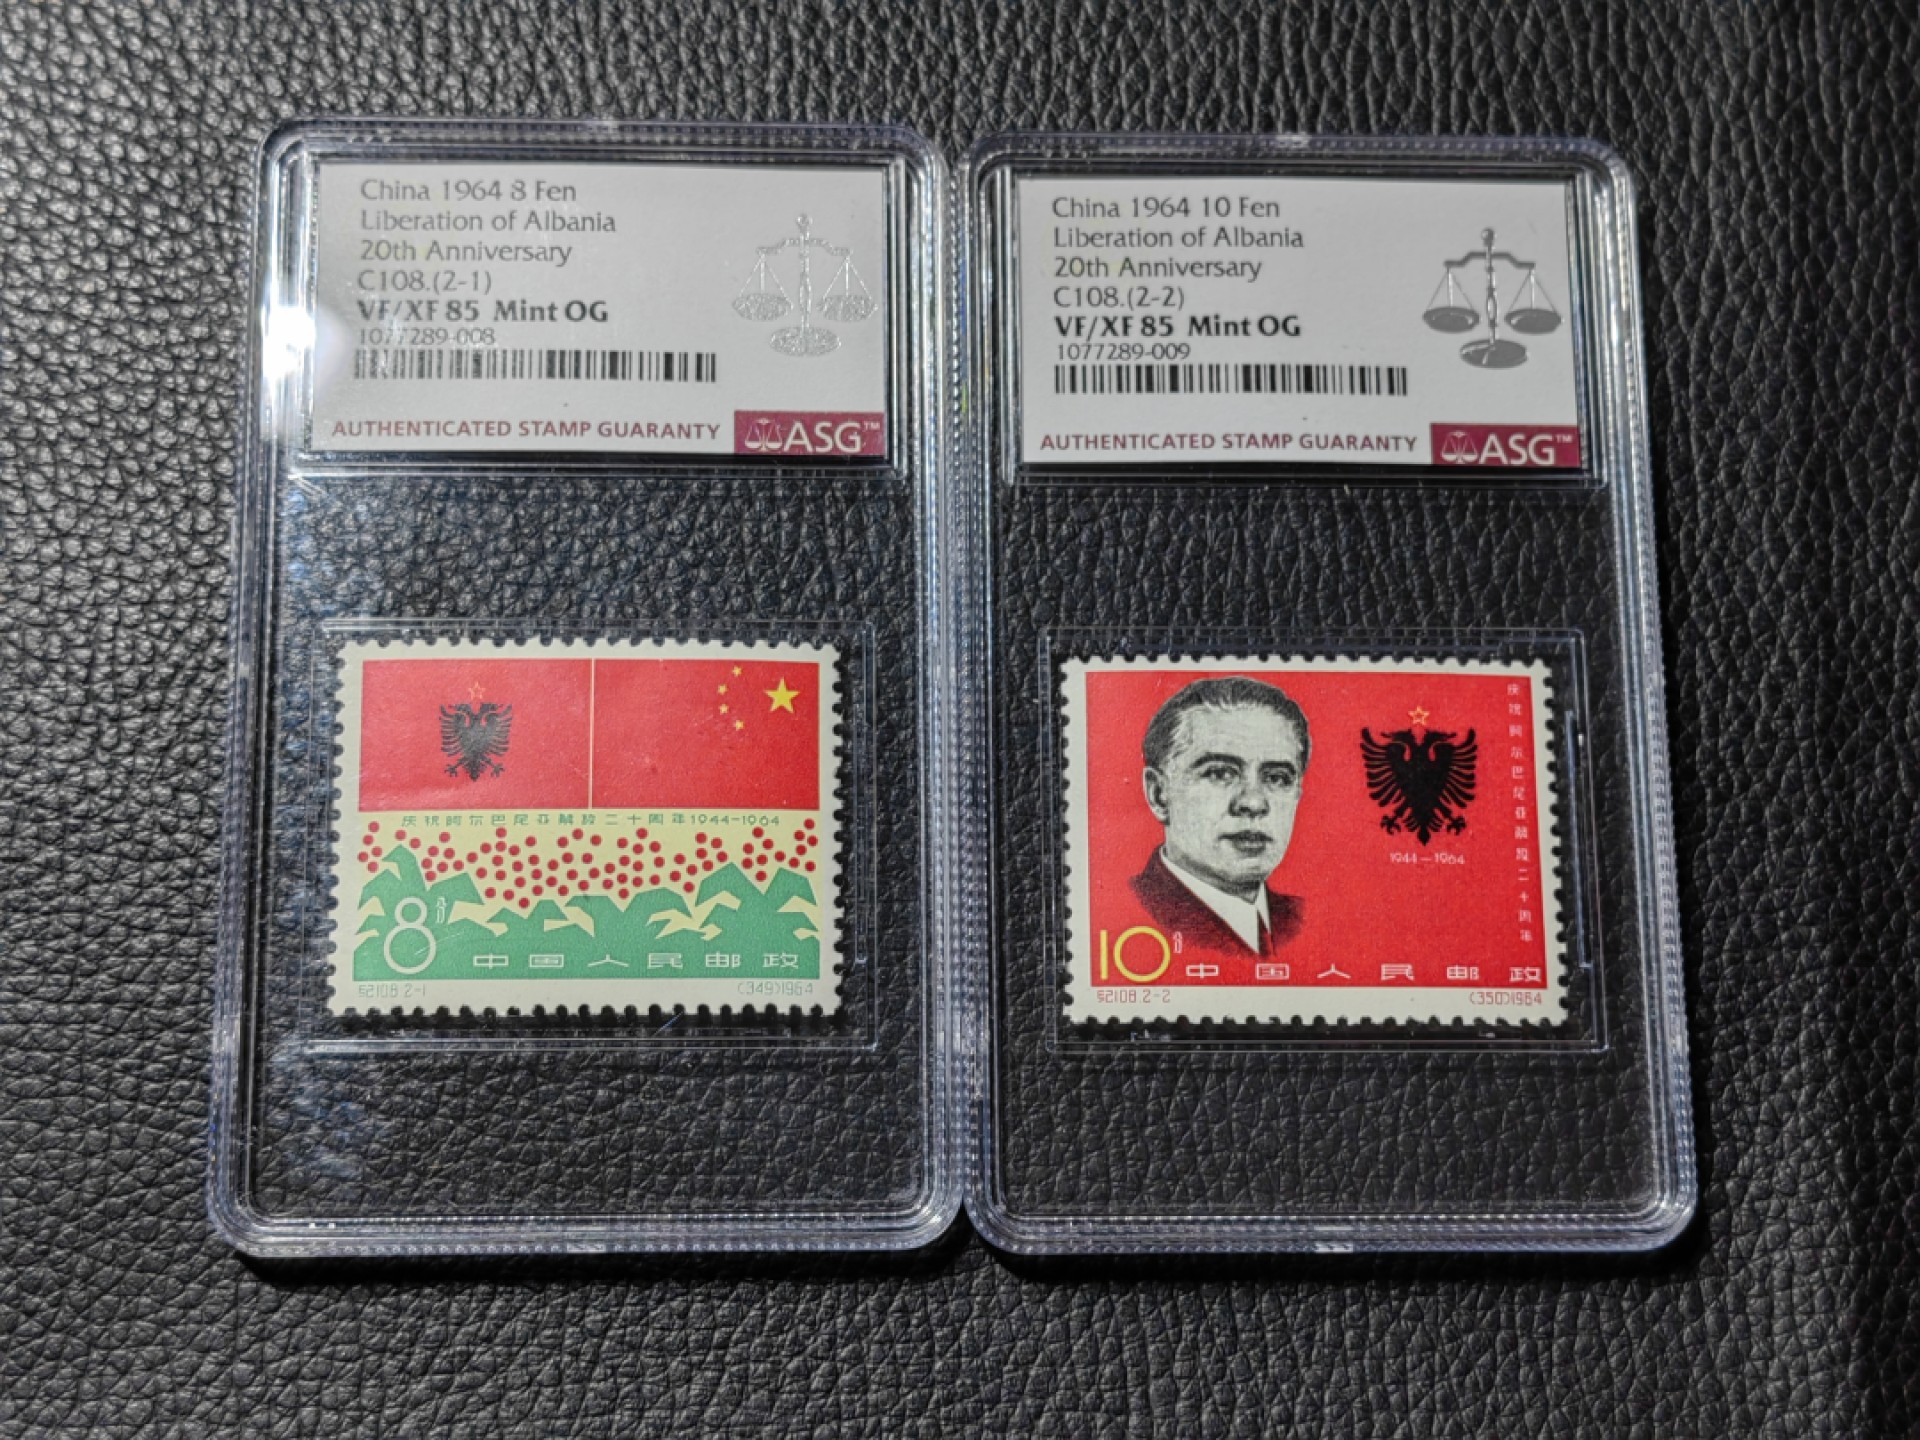 China 1964 8 Fen
Liberation of Albania
20th Anniversary
C108.(2-1)
VF/XF 85 Mint OG
1077289-008
AUTHENTICATED STAMP GUARANTY
ASG™
庆祝阿尔巴尼亚解放二十周年1944-1964
8分
中国人民邮政
纪108.2-1
(349)1964
China 1964 10 Fen
Liberation of Albania
20th Anniversary
C108.(2-2)
VF/XF 85 Mint OG
1077289-009
AUTHENTICATED STAMP GUARANTY
ASG™
庆祝阿尔巴尼亚解放二十周年
1944-1964
10分
中国人民邮政
纪108.2-2
(350)1964